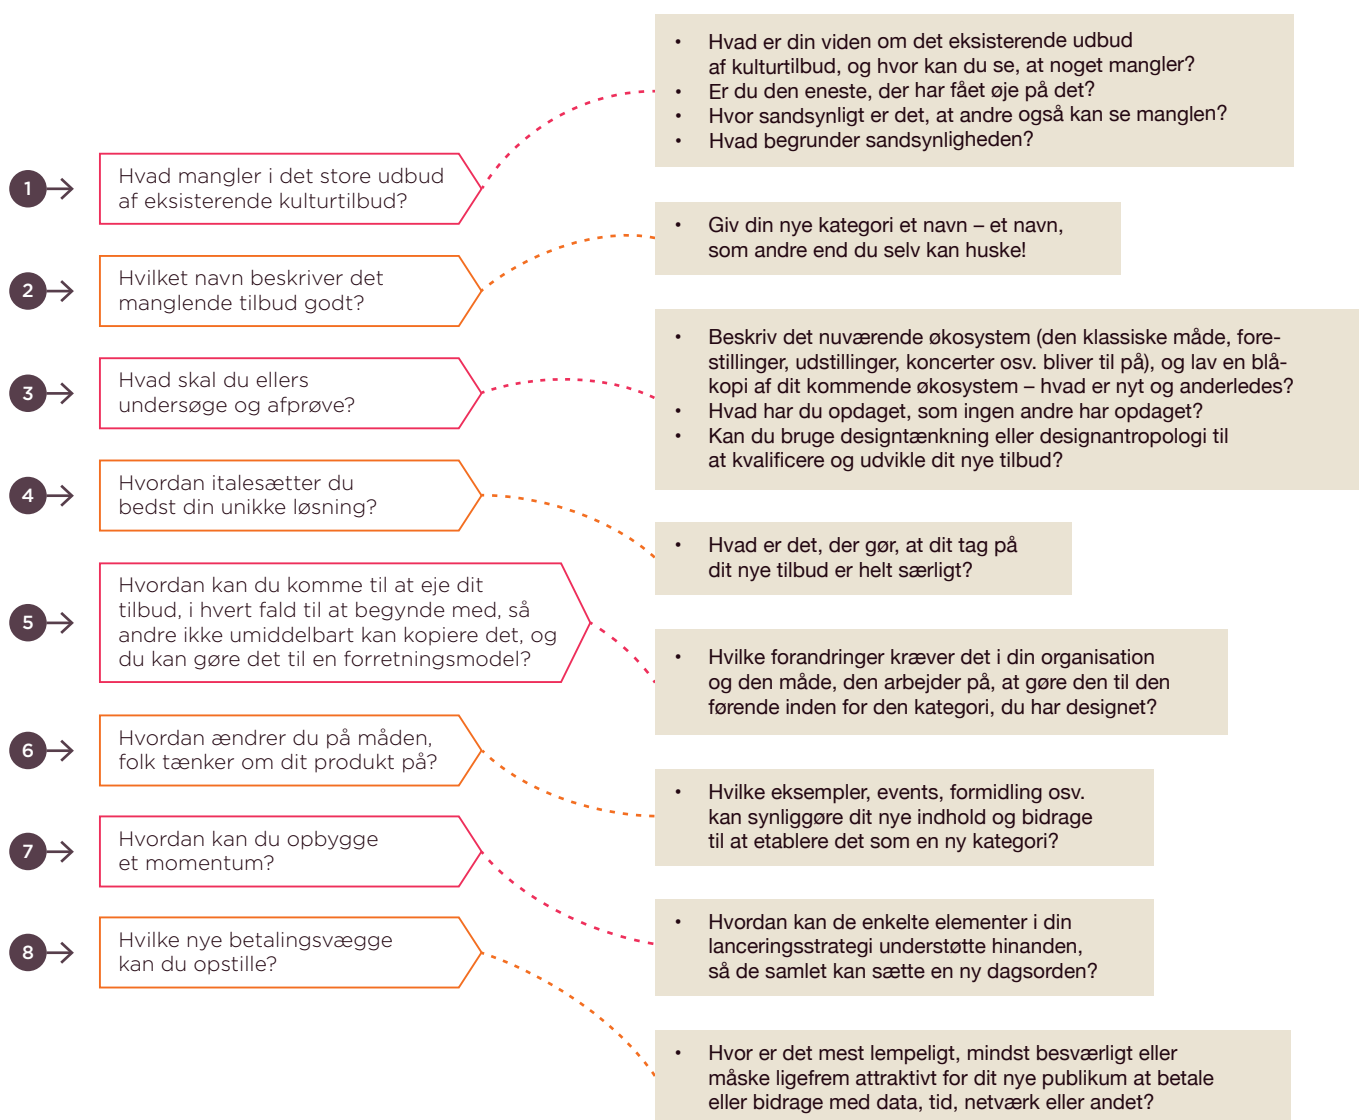 1
Hvad mangler i det store udbud
af eksisterende kulturtilbud?
• Hvad er din viden om det eksisterende udbud
af kulturtilbud, og hvor kan du se, at noget mangler?
• Er du den eneste, der har fået øje på det?
• Hvor sandsynligt er det, at andre også kan se manglen?
• Hvad begrunder sandsynligheden?
2
Hvilket navn beskriver det
manglende tilbud godt?
• Giv din nye kategori et navn – et navn,
som andre end du selv kan huske!
3
Hvad skal du ellers
undersøge og afprøve?
• Beskriv det nuværende økosystem (den klassiske måde, fore-
stillinger, udstillinger, koncerter osv. bliver til på), og lav en blå-
kopi af dit kommende økosystem – hvad er nyt og anderledes?
• Hvad har du opdaget, som ingen andre har opdaget?
• Kan du bruge designtænkning eller designantropologi til
at kvalificere og udvikle dit nye tilbud?
4
Hvordan italesætter du
bedst din unikke løsning?
• Hvad er det, der gør, at dit tag på
dit nye tilbud er helt særligt?
5
Hvordan kan du komme til at eje dit
tilbud, i hvert fald til at begynde med, så
andre ikke umiddelbart kan kopiere det, og
du kan gøre det til en forretningsmodel?
• Hvilke forandringer kræver det i din organisation
og den måde, den arbejder på, at gøre den til den
førende inden for den kategori, du har designet?
6
Hvordan ændrer du på måden,
folk tænker om dit produkt på?
• Hvilke eksempler, events, formidling osv.
kan synliggøre dit nye indhold og bidrage
til at etablere det som en ny kategori?
7
Hvordan kan du opbygge
et momentum?
• Hvordan kan de enkelte elementer i din
lanceringsstrategi understøtte hinanden,
så de samlet kan sætte en ny dagsorden?
8
Hvilke nye betalingsvægge
kan du opstille?
• Hvor er det mest lempeligt, mindst besværligt eller
måske ligefrem attraktivt for dit nye publikum at betale
eller bidrage med data, tid, netværk eller andet?